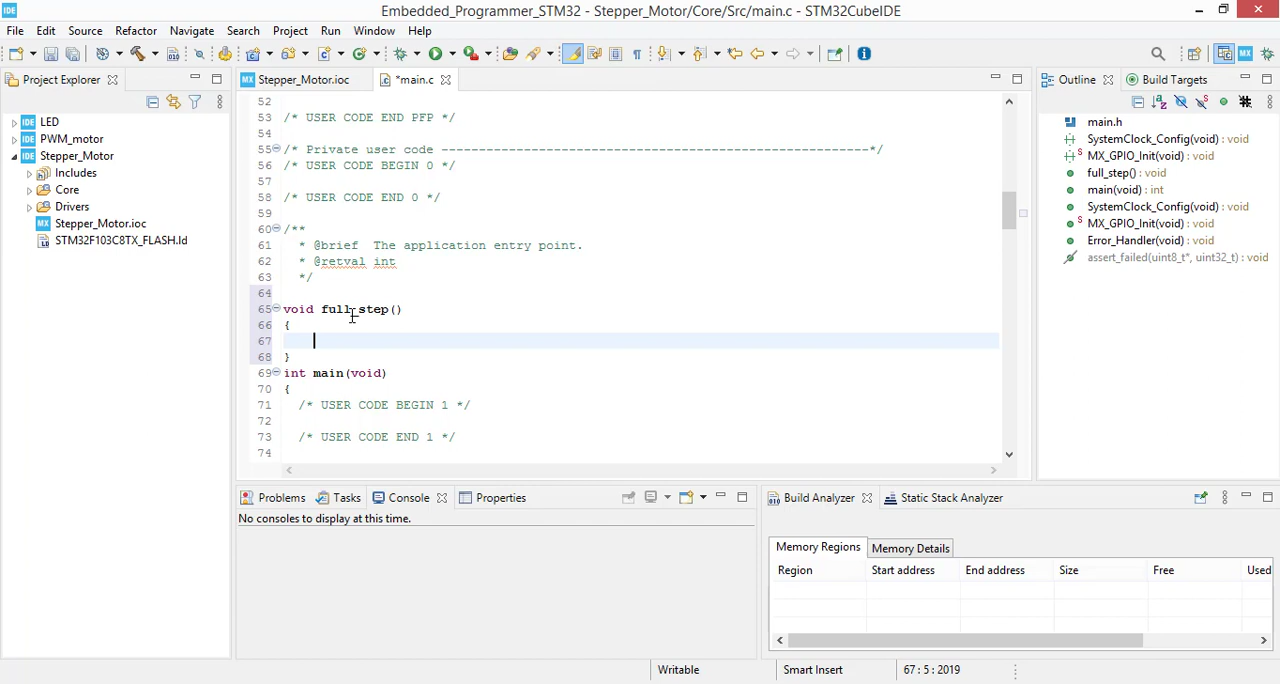 IDE
Embedded_Programmer_STM32 - Stepper_Motor/Core/Src/main.c - STM32CubeIDE
File Edit Source Refactor Navigate Search Project Run Window Help
Project Explorer
LED
PWM_motor
Stepper_Motor
Includes
Core
Drivers
Stepper_Motor.ioc
STM32F103C8TX_FLASH.ld
Stepper_Motor.ioc
*main.c
52
53 /* USER CODE END PFP */
54
55 /* Private user code ---------------------------------------------------------*/
56 /* USER CODE BEGIN 0 */
57
58 /* USER CODE END 0 */
59
60 /**
61 * @brief  The application entry point.
62 * @retval int
63 */
64
65 void full_step()
66 {
67
68 }
69 int main(void)
70 {
71 /* USER CODE BEGIN 1 */
72
73 /* USER CODE END 1 */
74
Outline
Build Targets
main.h
SystemClock_Config(void) : void
MX_GPIO_Init(void) : void
full_step() : void
main(void) : int
SystemClock_Config(void) : void
MX_GPIO_Init(void) : void
Error_Handler(void) : void
assert_failed(uint8_t*, uint32_t) : void
Problems Tasks Console Properties
No consoles to display at this time.
Build Analyzer Static Stack Analyzer
Memory Regions Memory Details
Region Start address End address Size Free Used
Writable Smart Insert 67 : 5 : 2019